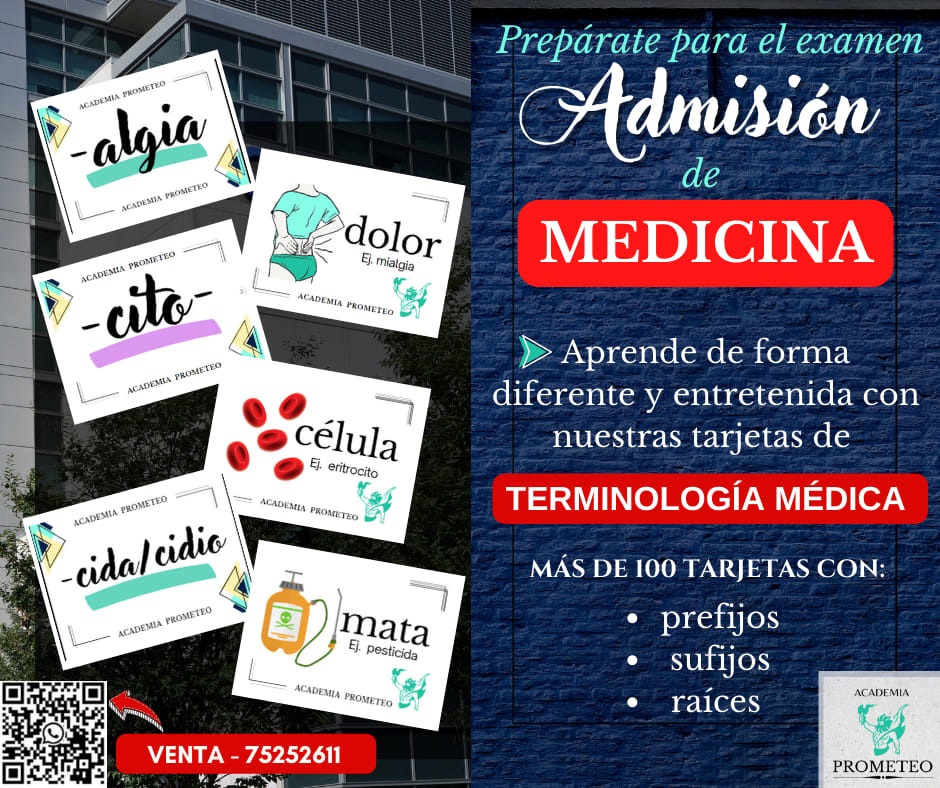 ACADEMIA PROMETEO
-algia
ACADEMIA PROMETEO
dolor
Ej. mialgia
ACADEMIA PROMETEO
ACADEMIA PROMETEO
-cito-
ACADEMIA PROMETEO
célula
Ej. eritrocito
ACADEMIA PROMETEO
ACADEMIA PROMETEO
-cida/cidio
ACADEMIA PROMETEO
mata
Ej. pesticida
ACADEMIA PROMETEO
VENTA - 75252611
Prepárate para el examen
Admisión
de
MEDICINA
Aprende de forma
diferente y entretenida con
nuestras tarjetas de
TERMINOLOGÍA MÉDICA
MÁS DE 100 TARJETAS CON:
• prefijos
• sufijos
• raíces
ACADEMIA
PROMETEO